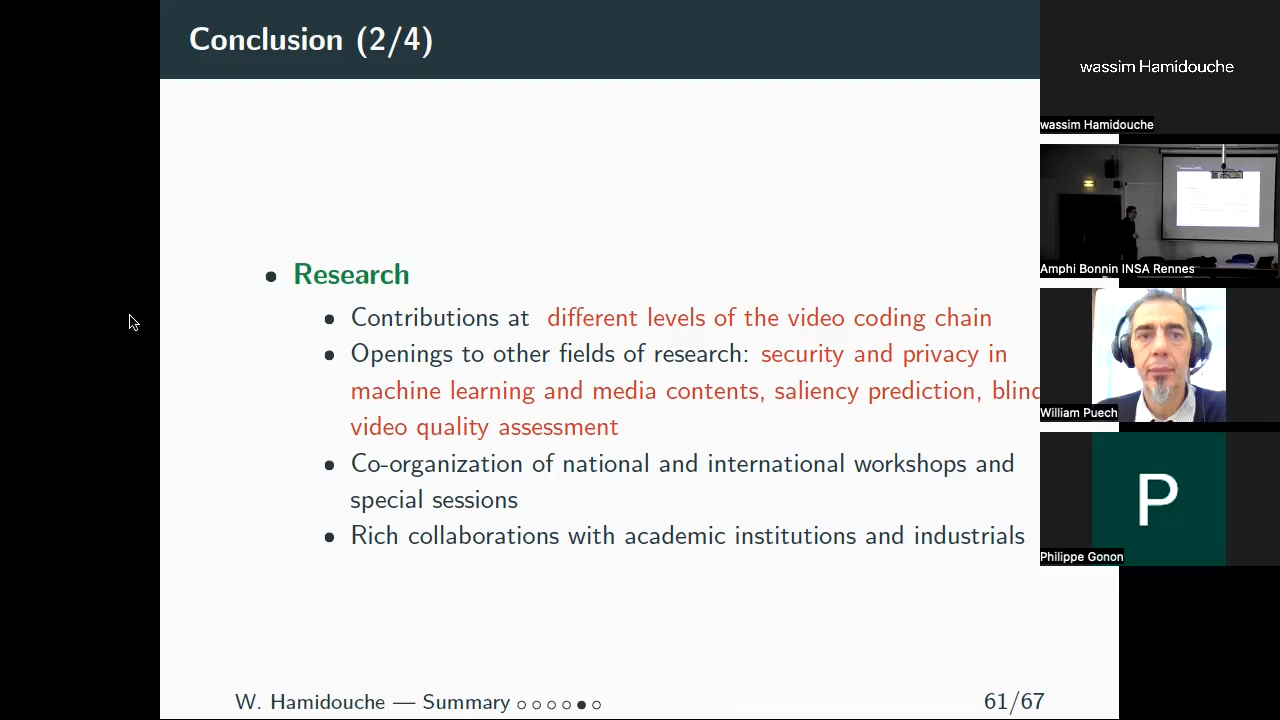 Conclusion (2/4)
• Research
• Contributions at different levels of the video coding chain
• Openings to other fields of research: security and privacy in
machine learning and media contents, saliency prediction, blind
video quality assessment
• Co-organization of national and international workshops and
special sessions
• Rich collaborations with academic institutions and industrials
W. Hamidouche — Summary
61/67
wassim Hamidouche
wassim Hamidouche
Amphi Bonnin INSA Rennes
William Puech
P
Philippe Gonon